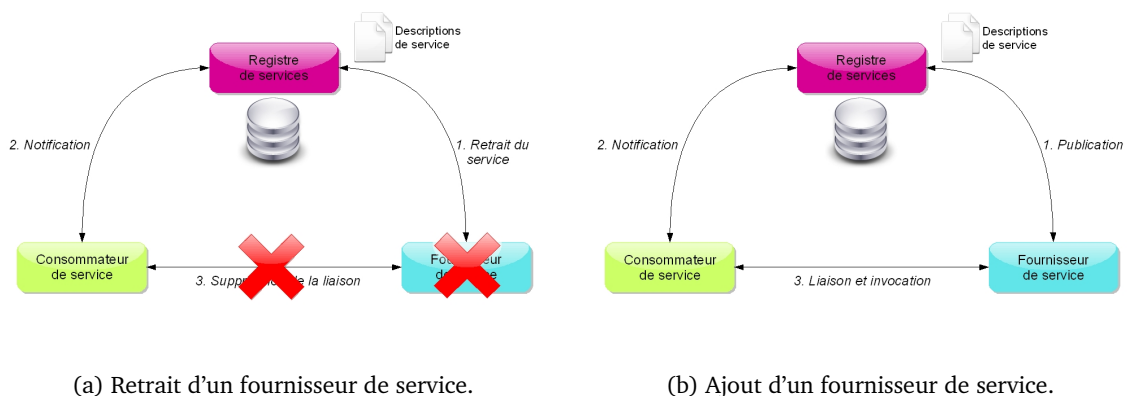 Descriptions
de service
Registre
de services
2. Notification
1. Retrait du
service
Consommateur
de service
3. de la liaison
(a) Retrait d'un fournisseur de service.
Descriptions
de service
Registre
de services
2. Notification
1. Publication
Consommateur
de service
Fournisseur
de service
3. Liaison et invocation
(b) Ajout d'un fournisseur de service.